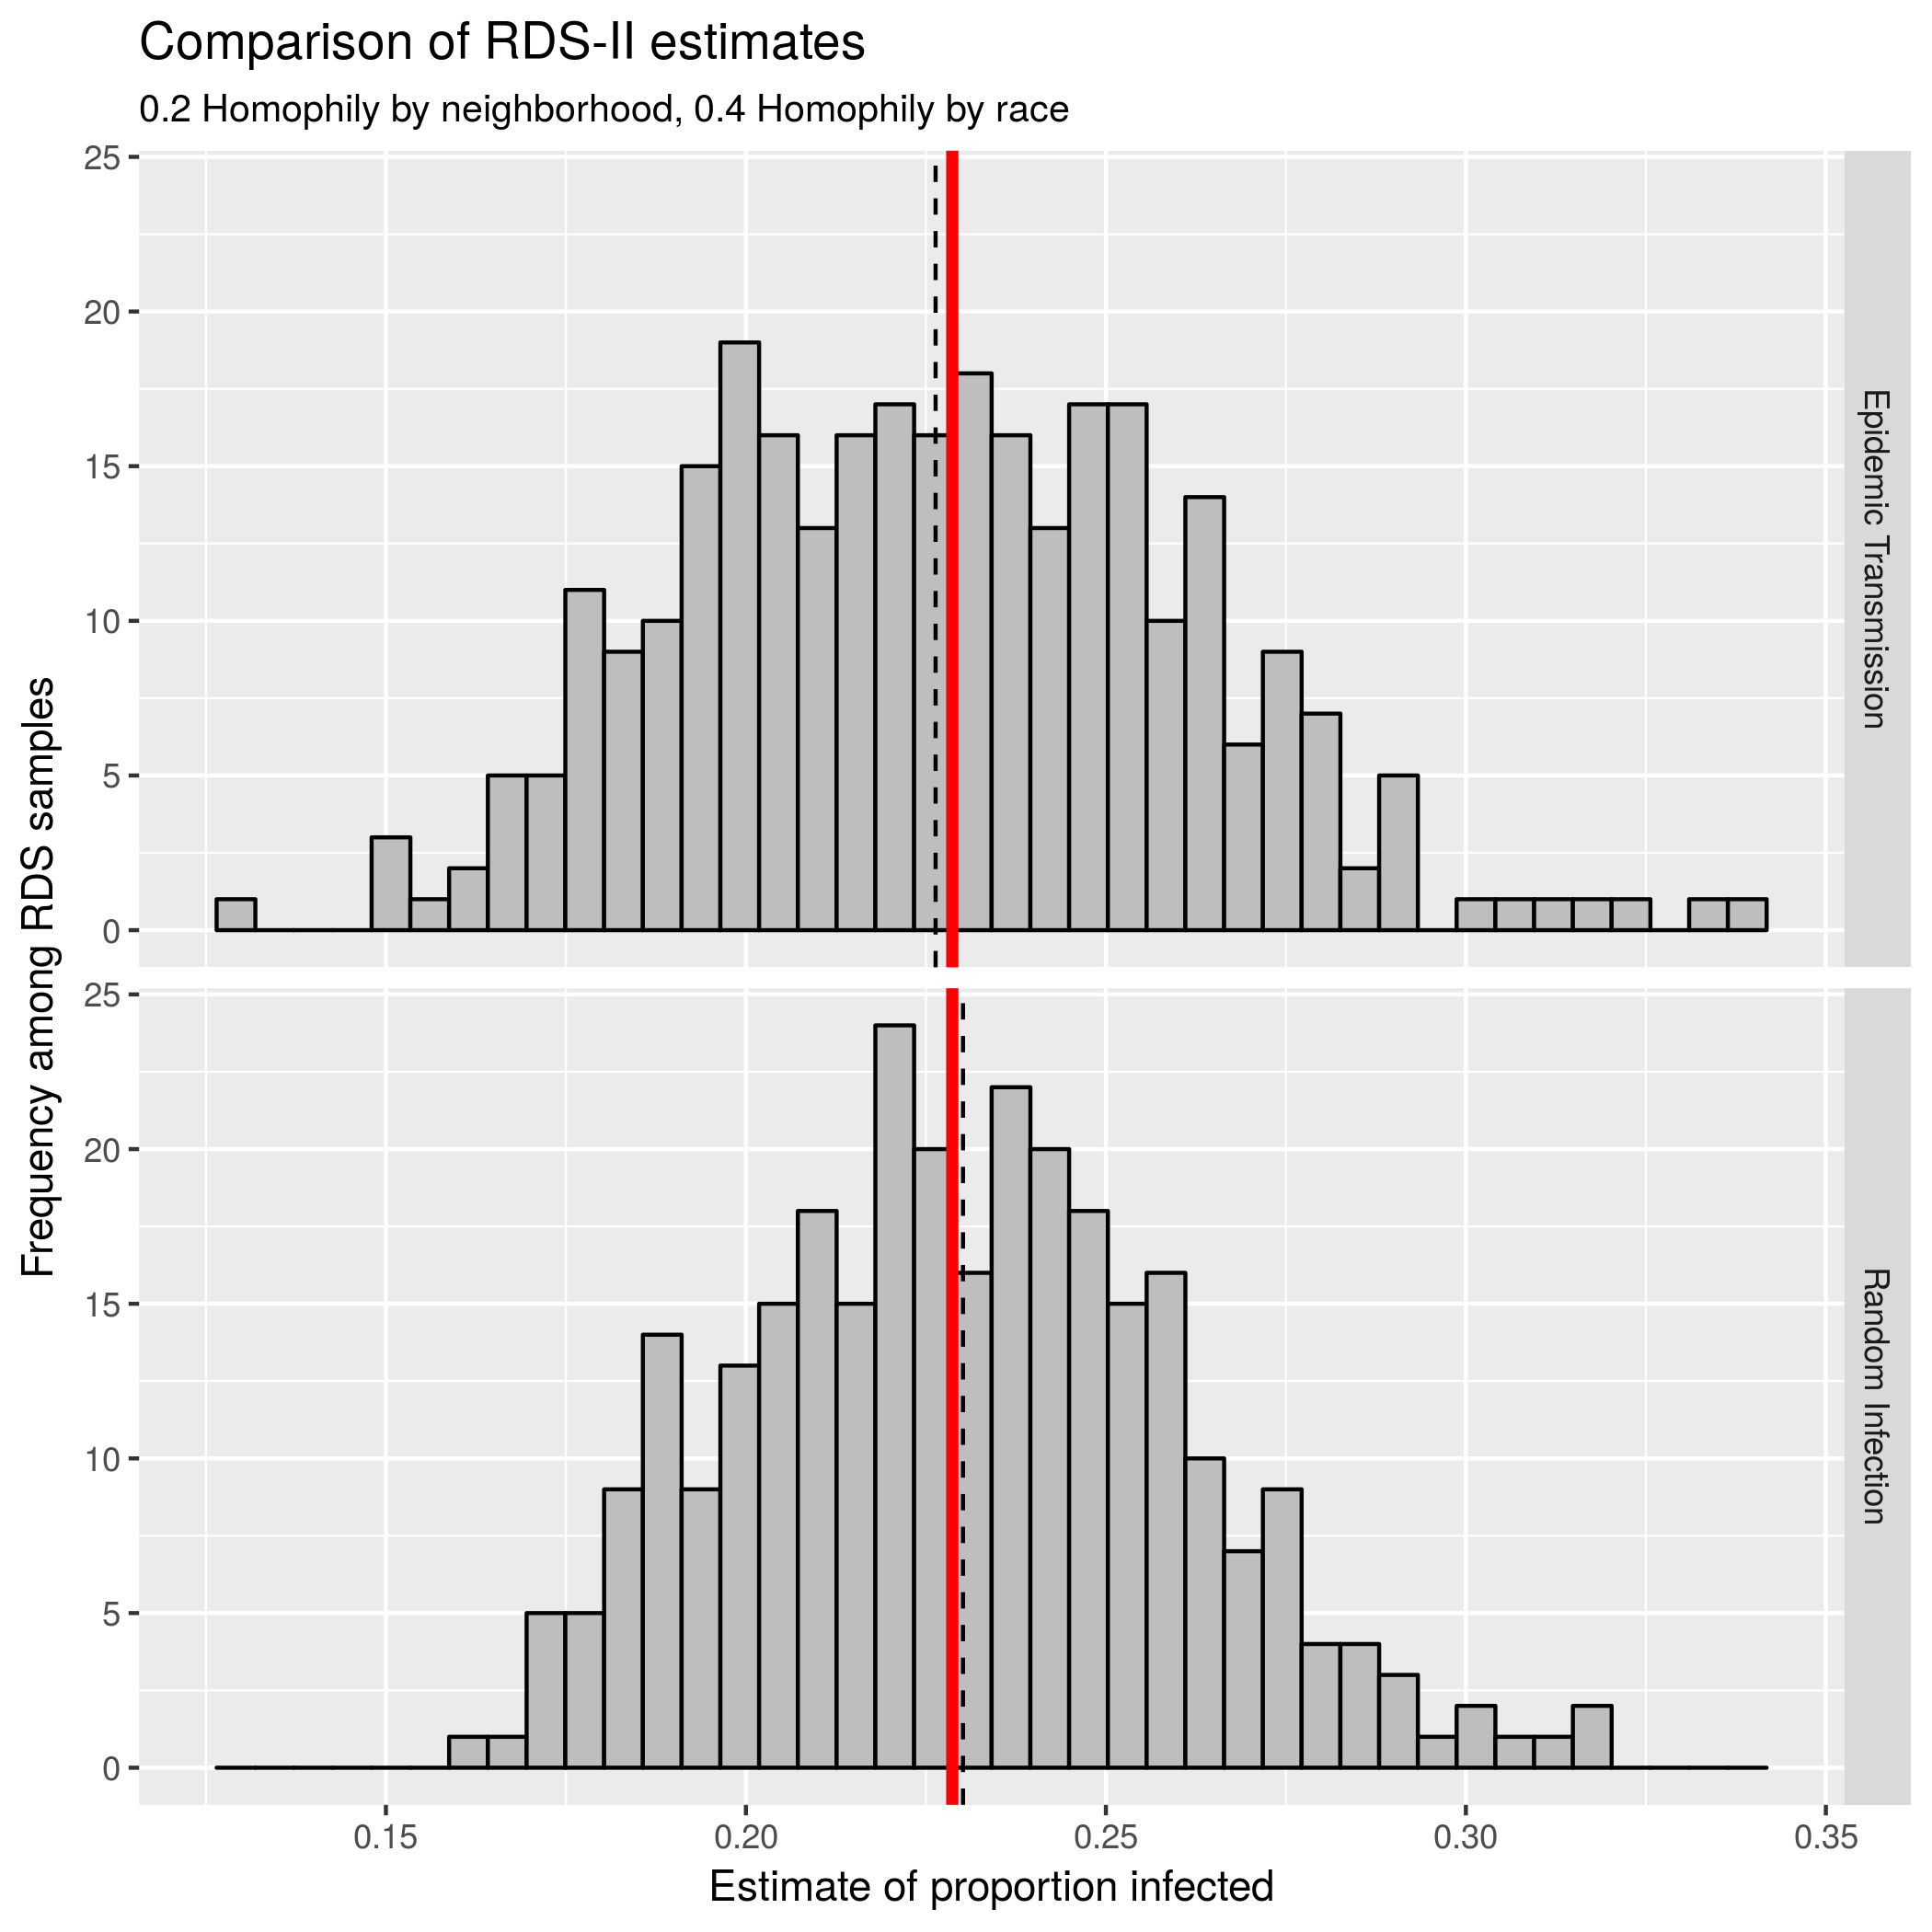 Comparison of RDS-II estimates
0.2 Homophily by neighborhood, 0.4 Homophily by race
Frequency among RDS samples
25
20
15
10
5
0
Epidemic Transmission
25
20
15
10
5
0
Random Infection
0.15 0.20 0.25 0.30 0.35
Estimate of proportion infected